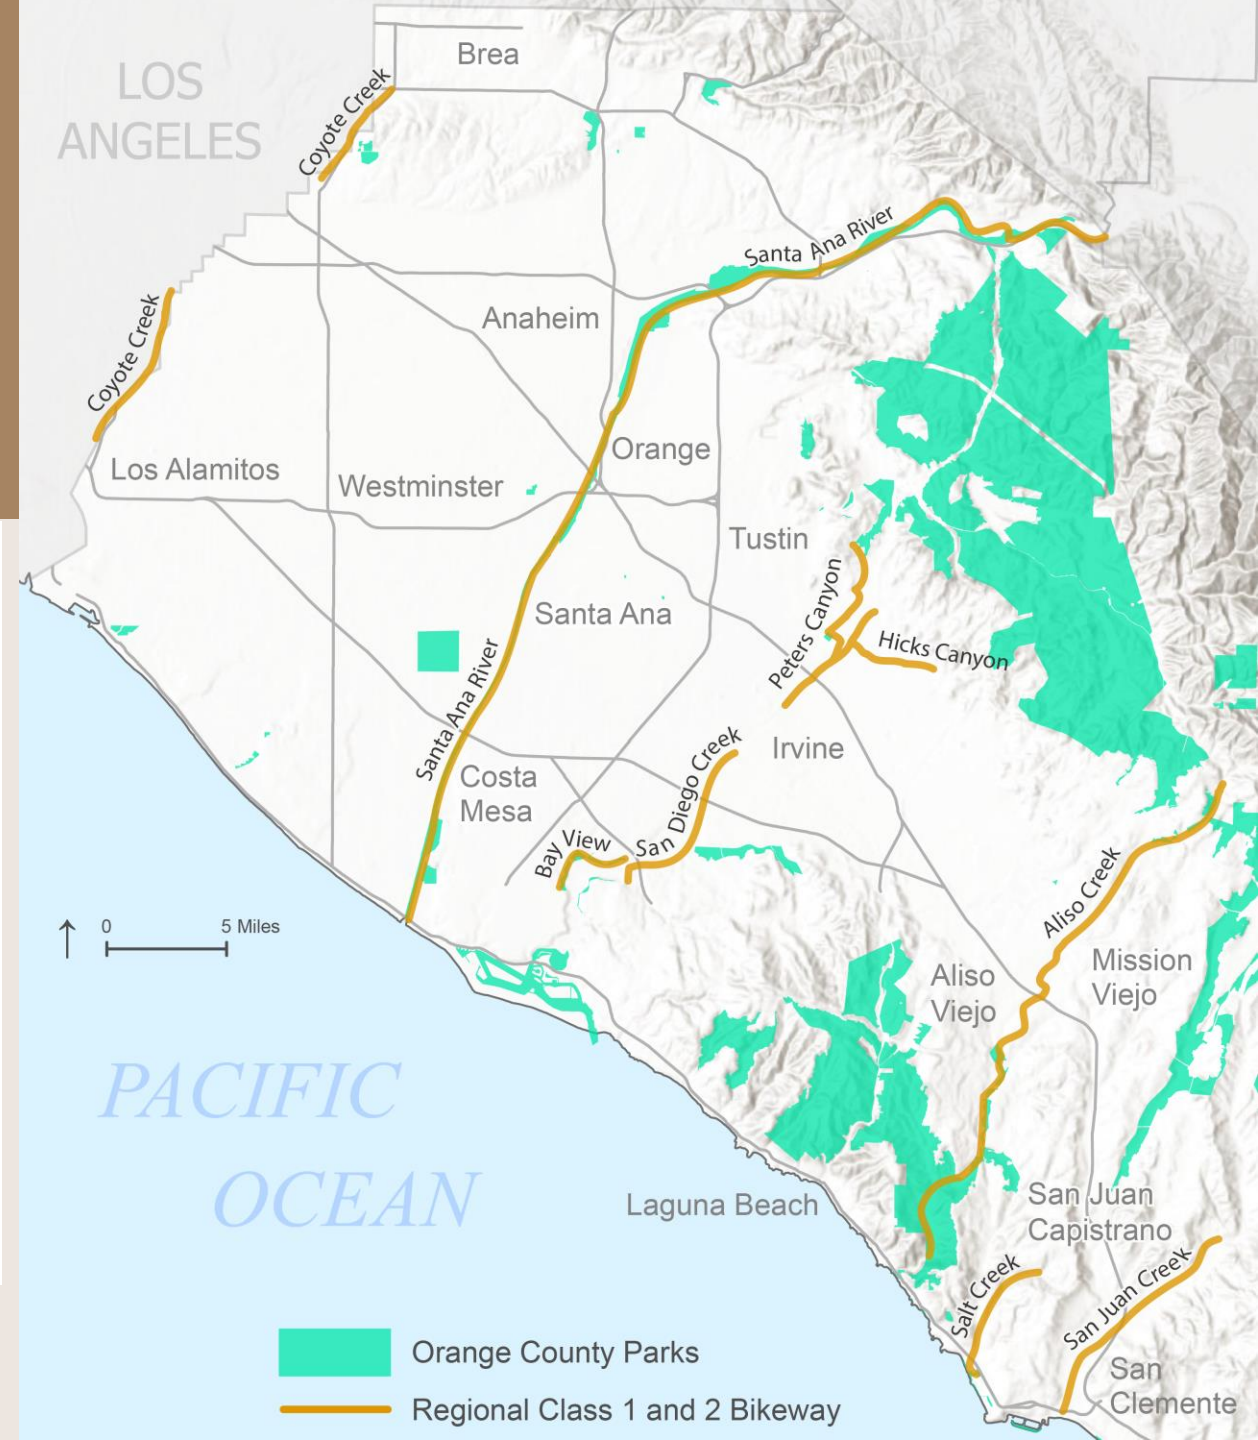 Brea
LOS
ANGELES
Coyote Creek
Santa Ana River
Coyote Creek
Anaheim
Orange
Los Alamitos
Westminster
Tustin
Santa Ana
Peters Canyon
Hicks Canyon
Santa Ana River
Irvine
Costa
Mesa
San Diego Creek
Bay View
Aliso Creek
0 5 Miles
Mission
Viejo
Aliso
Viejo
PACIFIC
OCEAN
Laguna Beach
San Juan
Capistrano
Salt Creek
San Juan Creek
San
Clemente
Orange County Parks
Regional Class 1 and 2 Bikeway